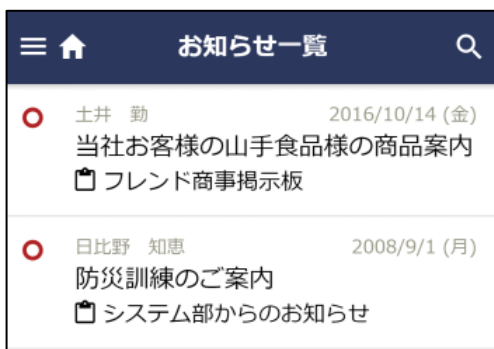 お知らせ一覧
土井　勤　2016/10/14 (金)
当社お客様の山手食品様の商品案内
フレンド商事掲示板
日比野　知恵　2008/9/1 (月)
防災訓練のご案内
システム部からのお知らせ